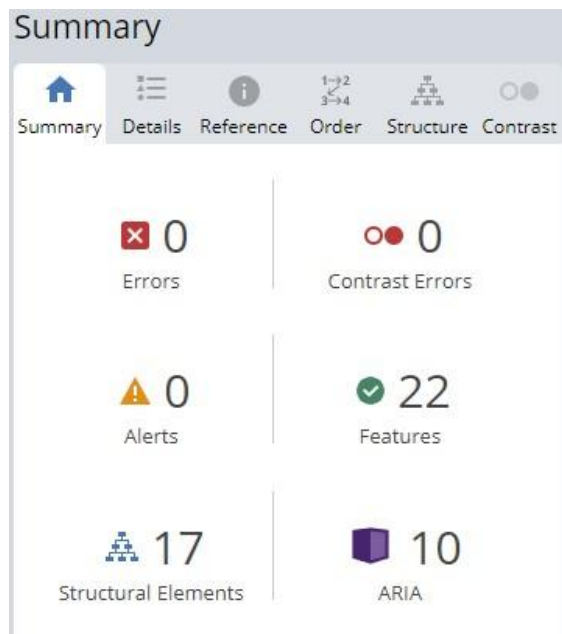 Summary
1→2
3→4
Summary Details Reference Order Structure Contrast
0 0
Errors Contrast Errors
0 22
Alerts Features
17 10
Structural Elements ARIA